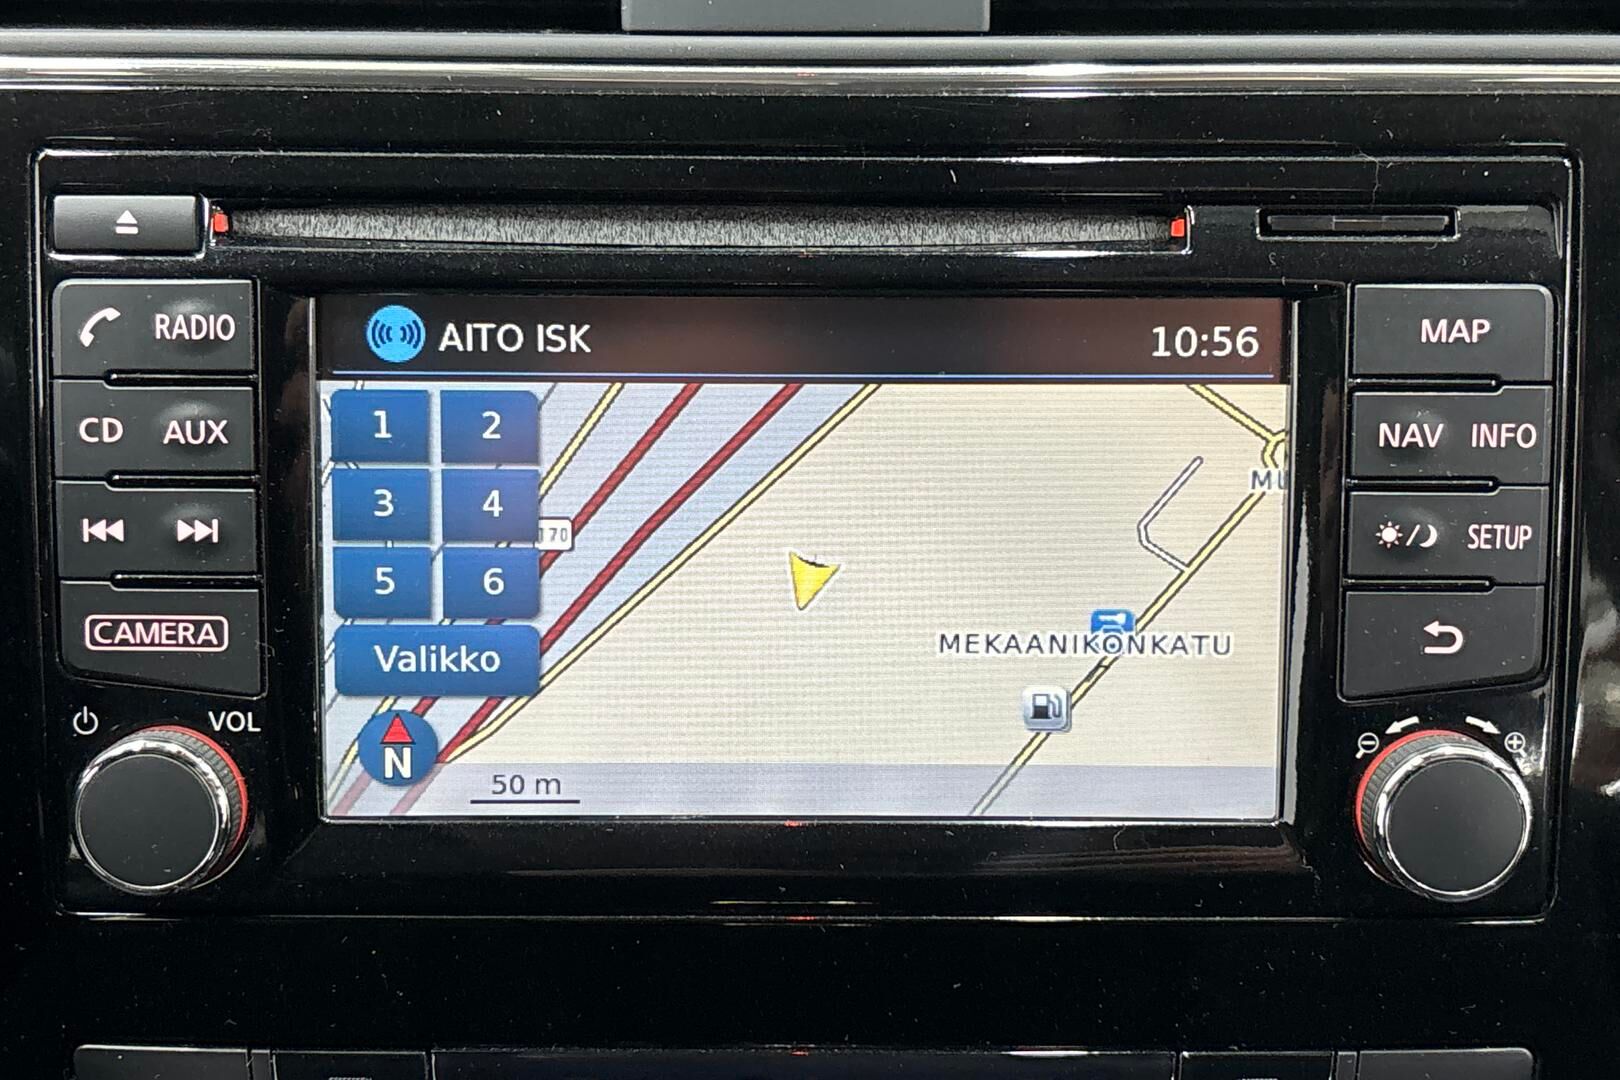 AITO ISK
10:56
RADIO
CD AUX
CAMERA
VOL
1 2
3 4
5 6
Valikko
170
N
50 m
MEKAANIKONKATU
MAP
NAV INFO
SETUP